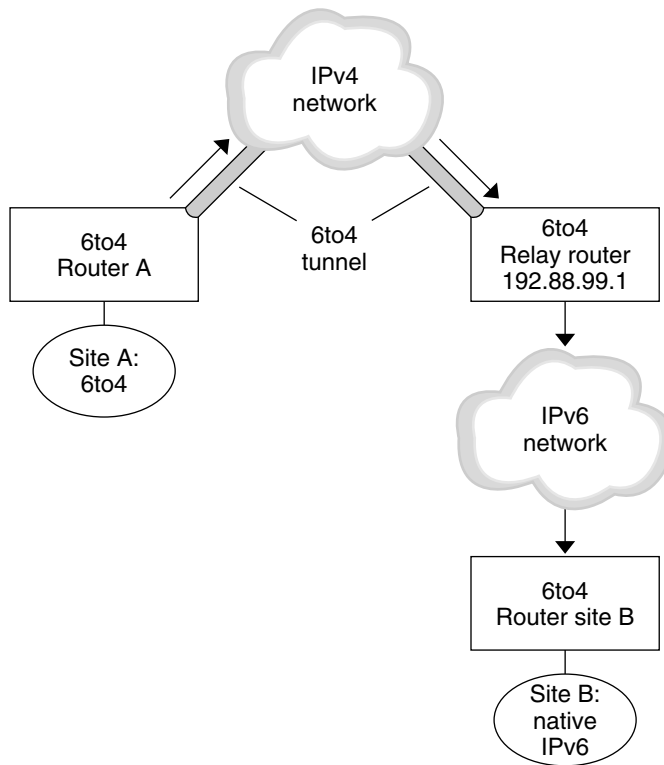 IPv4
network
6to4
Router A
6to4
tunnel
6to4
Relay router
192.88.99.1
Site A:
6to4
IPv6
network
6to4
Router site B
Site B:
native
IPv6